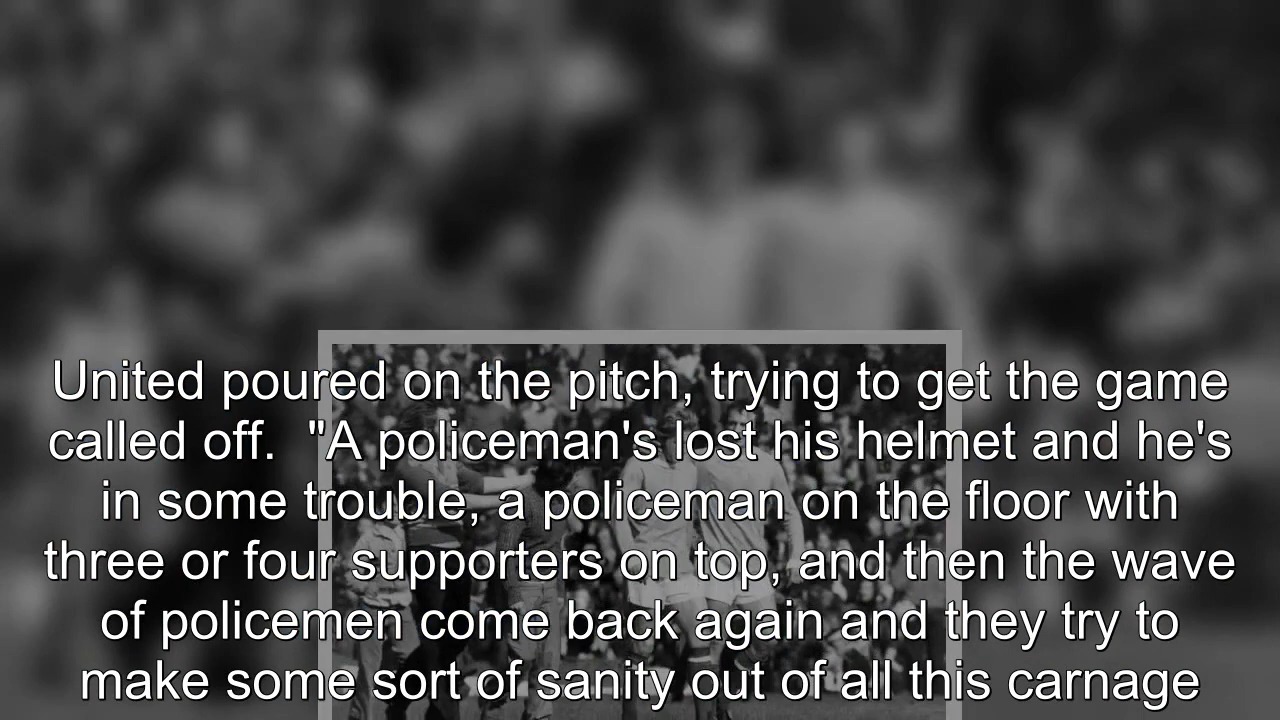 United poured on the pitch, trying to get the game
called off.  "A policeman's lost his helmet and he's
in some trouble, a policeman on the floor with
three or four supporters on top, and then the wave
of policemen come back again and they try to
make some sort of sanity out of all this carnage